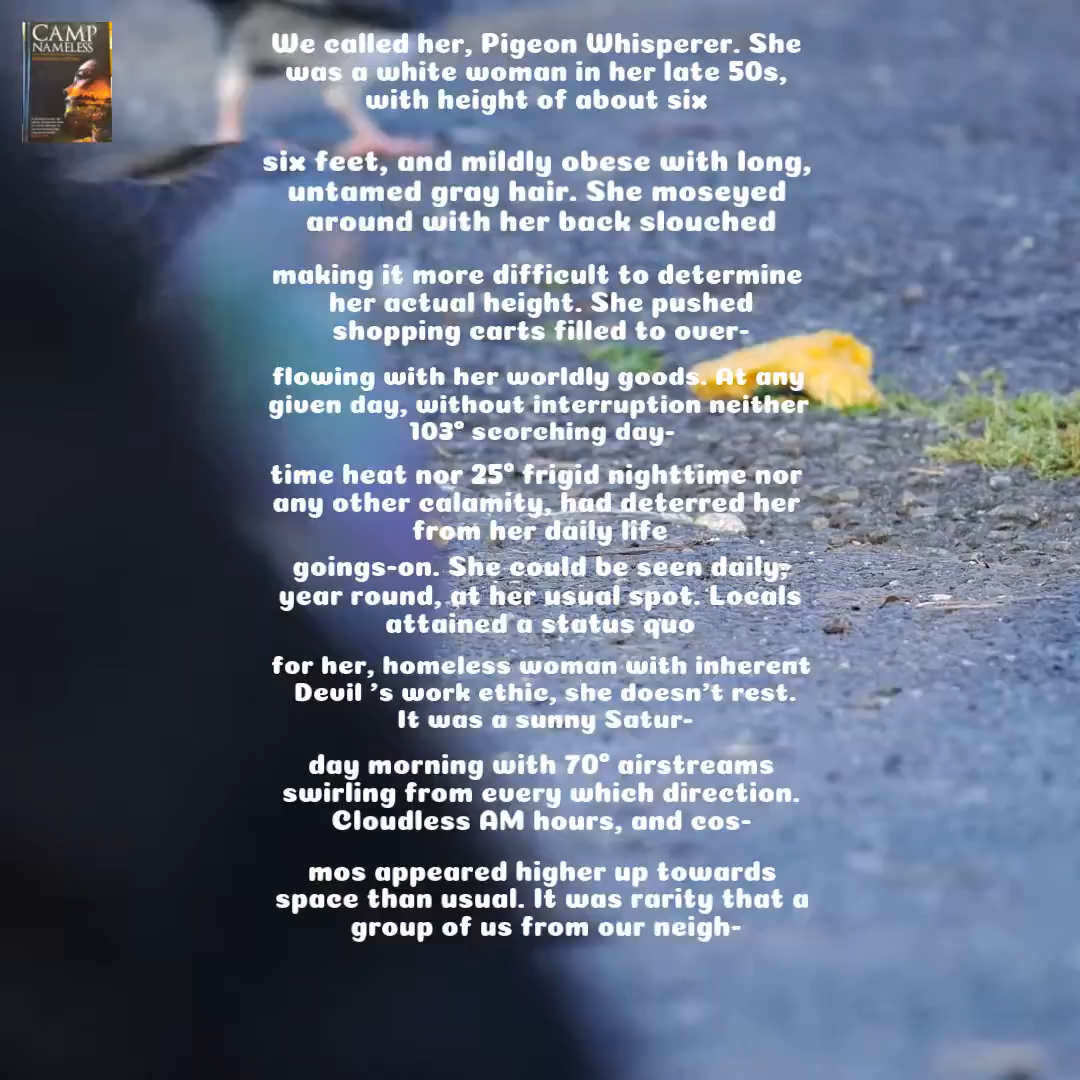 CAMP
NAMELESS
We called her, Pigeon Whisperer. She
was a white woman in her late 50s,
with height of about six
six feet, and mildly obese with long,
untamed gray hair. She moseyed
around with her back slouched
making it more difficult to determine
her actual height. She pushed
shopping carts filled to over-
flowing with her worldly goods. At any
given day, without interruption neither
103° scorching day-
time heat nor 25° frigid nighttime nor
any other calamity, had deterred her
from her daily life
goings-on. She could be seen daily;
year round, at her usual spot. Locals
attained a status quo
for her, homeless woman with inherent
Devil ’s work ethic, she doesn’t rest.
It was a sunny Satur-
day morning with 70° airstreams
swirling from every which direction.
Cloudless AM hours, and cos-
mos appeared higher up towards
space than usual. It was rarity that a
group of us from our neigh-